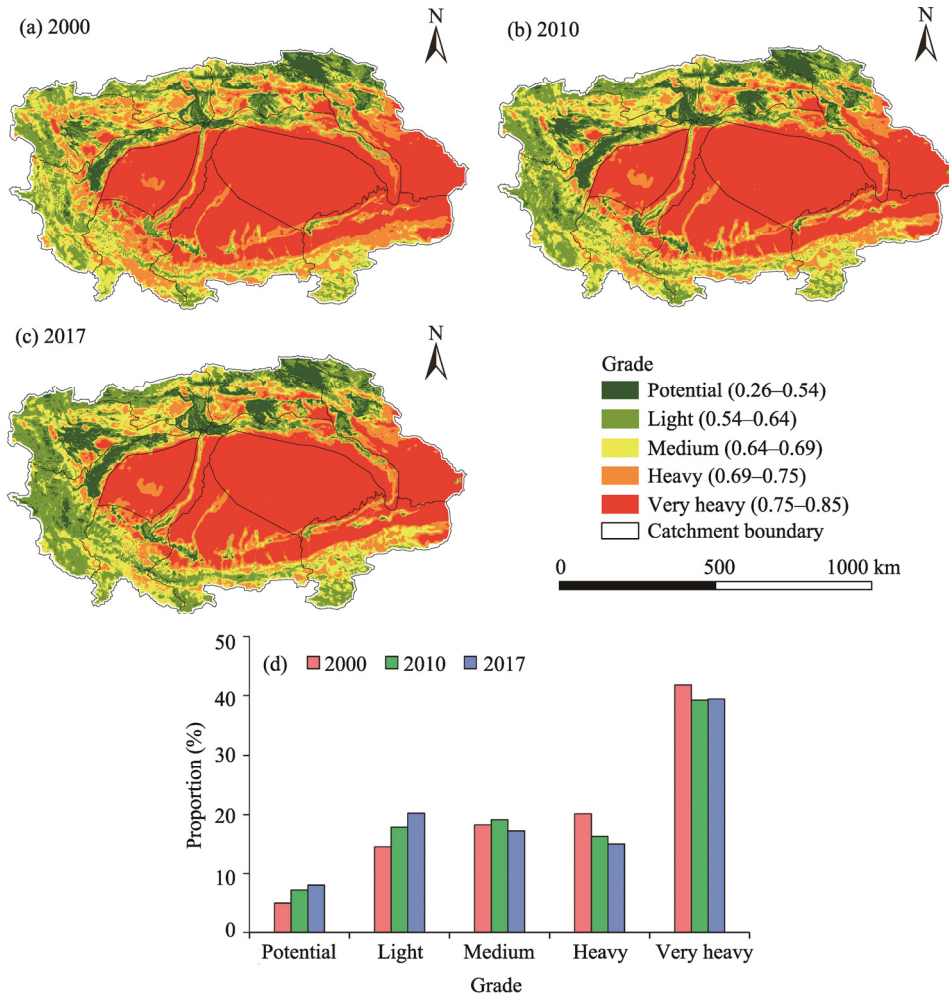 (a) 2000
N
(b) 2010
N
(c) 2017
N
Grade
Potential (0.26–0.54)
Light (0.54–0.64)
Medium (0.64–0.69)
Heavy (0.69–0.75)
Very heavy (0.75–0.85)
Catchment boundary
0 500 1000 km
(d) 2000 2010 2017
Proportion (%)
50
40
30
20
10
0
Potential Light Medium Heavy Very heavy
Grade